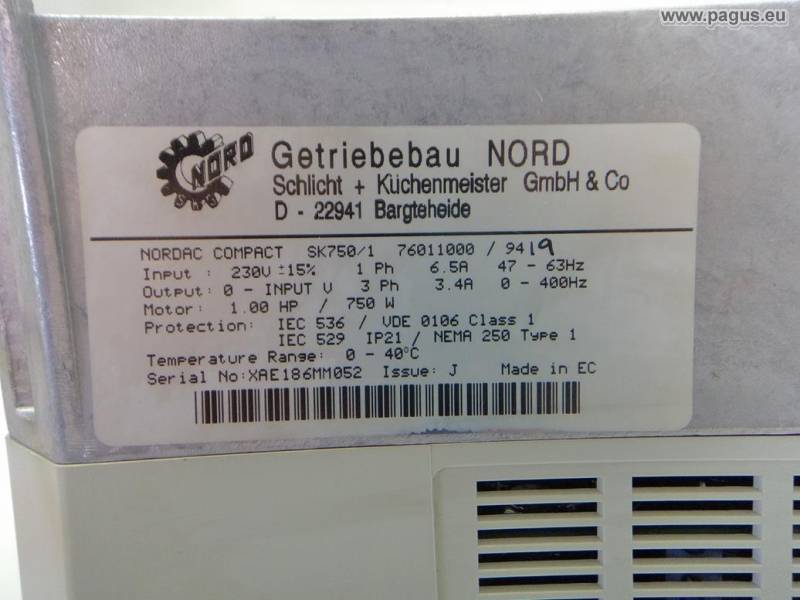 www.pagus.eu
NORD
Getriebebau NORD
Schlicht + Küchenmeister GmbH & Co
D - 22941 Bargteheide
NORDAC COMPACT SK750/1 76011000 / 9419
Input : 230V ±15% 1 Ph 6.5A 47 - 63Hz
Output: 0 - INPUT V 3 Ph 3.4A 0 - 400Hz
Motor: 1.00 HP / 750 W
Protection: IEC 536 / VDE 0106 Class 1
IEC 529 IP21 / NEMA 250 Type 1
Temperature Range: 0 - 40°C
Serial No:XAE186MM052 Issue: J Made in EC